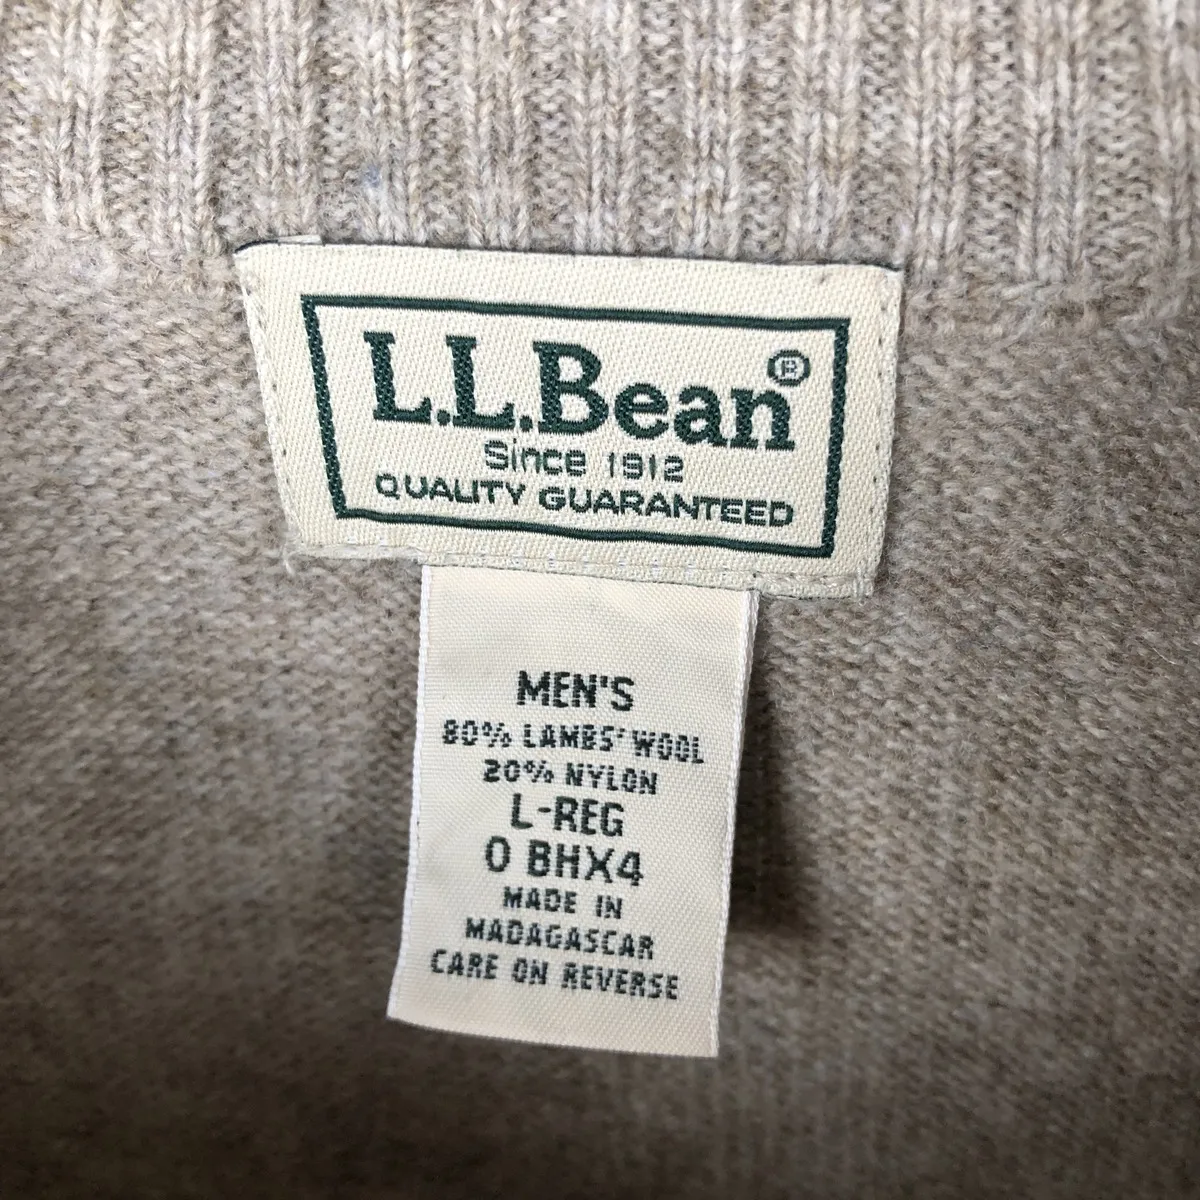 L.L.Bean®
Since 1912
QUALITY GUARANTEED
MEN'S
80% LAMBS' WOOL
20% NYLON
L-REG
0 BHX4
MADE IN
MADAGASCAR
CARE ON REVERSE